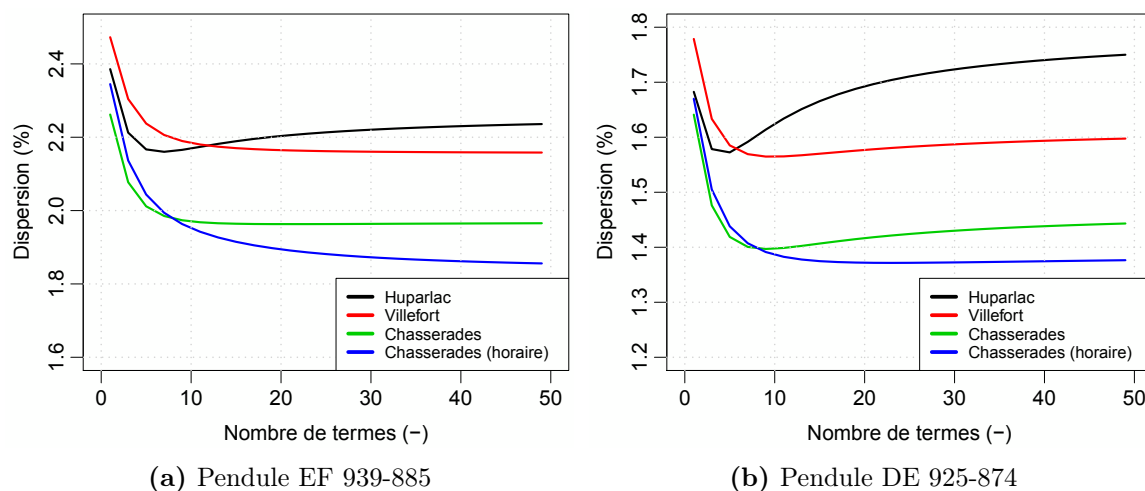 Dispersion (%)
2.4
2.2
2.0
1.8
1.6
Huparlac
Villefort
Chasserades
Chasserades (horaire)
0 10 20 30 40 50
Nombre de termes (−)
(a) Pendule EF 939-885
Dispersion (%)
1.8
1.7
1.6
1.5
1.4
1.3
1.2
Huparlac
Villefort
Chasserades
Chasserades (horaire)
0 10 20 30 40 50
Nombre de termes (−)
(b) Pendule DE 925-874